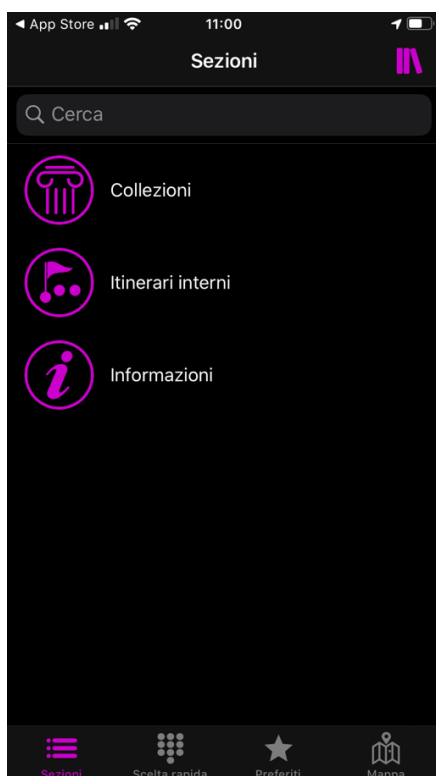 App Store
11:00
Sezioni
Cerca
Collezioni
Itinerari interni
Informazioni
Sezioni
Scelta rapida
Preferiti
Mappa